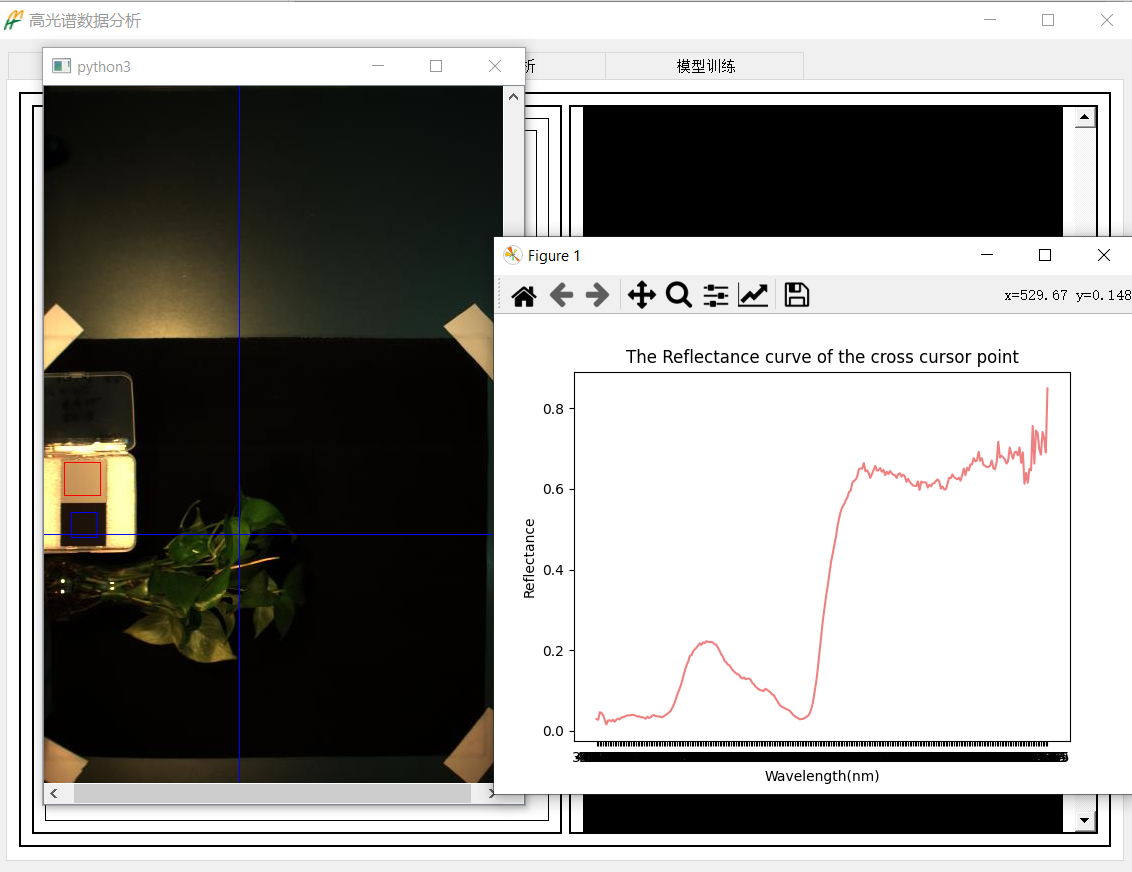 高光谱数据分析
python3
析
模型训练
Figure 1
x=529.67 y=0.148
The Reflectance curve of the cross cursor point
0.8
0.6
0.4
0.2
0.0
Reflectance
Wavelength(nm)